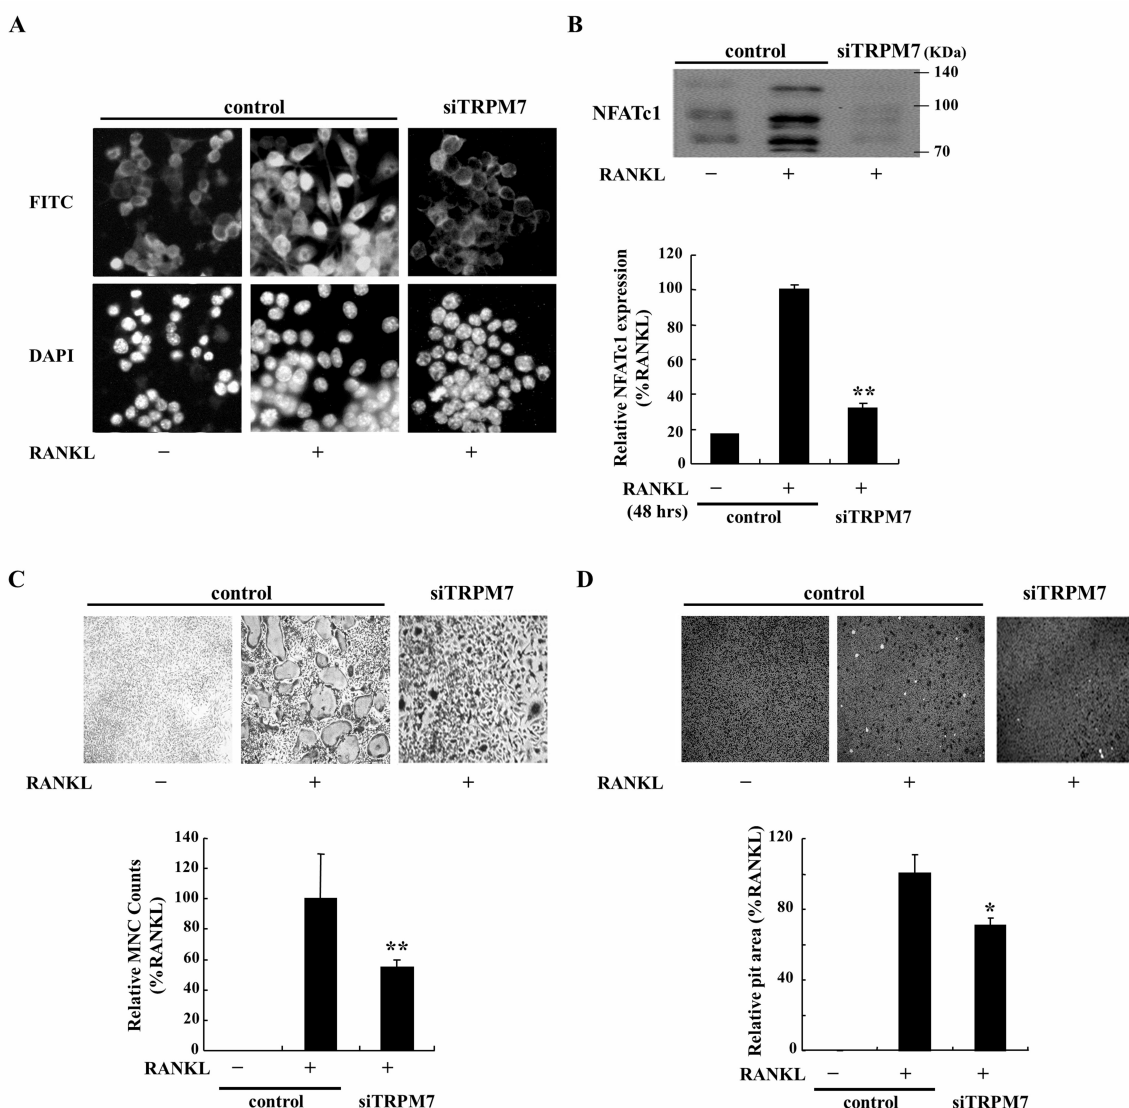 A
control
siTRPM7
FITC
DAPI
RANKL
−
+
+
B
control
siTRPM7 (KDa)
NFATc1
140
100
70
RANKL
−
+
+
Relative NFATc1 expression
(%RANKL)
120
100
80
60
40
20
0
**
RANKL
(48 hrs)
−
+
+
control
siTRPM7
C
control
siTRPM7
RANKL
−
+
+
Relative MNC Counts
(%RANKL)
140
120
100
80
60
40
20
0
**
RANKL
−
+
+
control
siTRPM7
D
control
siTRPM7
RANKL
−
+
+
Relative pit area (%RANKL)
120
80
40
0
*
RANKL
−
+
+
control
siTRPM7